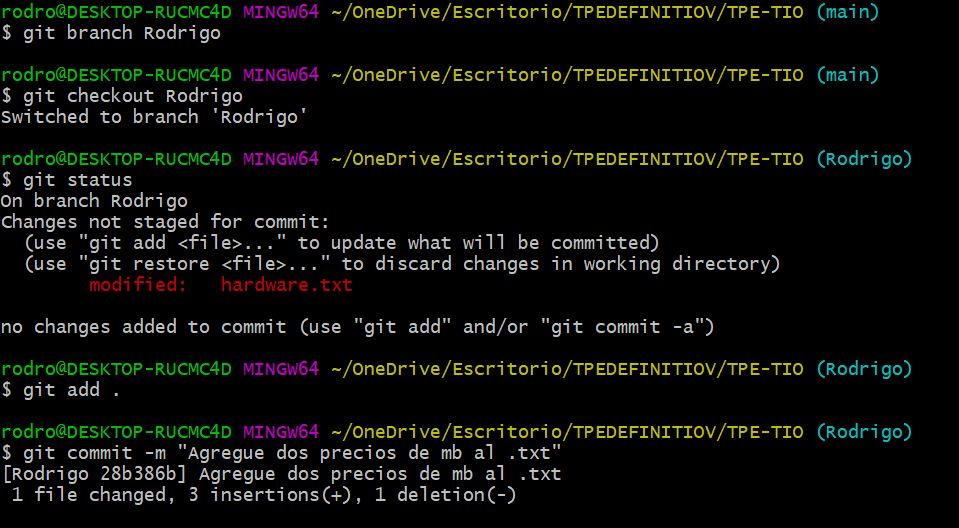 rodro@DESKTOP-RUCMC4D MINGW64 ~/OneDrive/Escritorio/TPEDEFINITIOV/TPE-TIO (main)
$ git branch Rodrigo
rodro@DESKTOP-RUCMC4D MINGW64 ~/OneDrive/Escritorio/TPEDEFINITIOV/TPE-TIO (main)
$ git checkout Rodrigo
Switched to branch 'Rodrigo'
rodro@DESKTOP-RUCMC4D MINGW64 ~/OneDrive/Escritorio/TPEDEFINITIOV/TPE-TIO (Rodrigo)
$ git status
On branch Rodrigo
Changes not staged for commit:
  (use "git add <file>..." to update what will be committed)
  (use "git restore <file>..." to discard changes in working directory)
        modified:   hardware.txt
no changes added to commit (use "git add" and/or "git commit -a")
rodro@DESKTOP-RUCMC4D MINGW64 ~/OneDrive/Escritorio/TPEDEFINITIOV/TPE-TIO (Rodrigo)
$ git add .
rodro@DESKTOP-RUCMC4D MINGW64 ~/OneDrive/Escritorio/TPEDEFINITIOV/TPE-TIO (Rodrigo)
$ git commit -m "Agregue dos precios de mb al .txt"
[Rodrigo 28b386b] Agregue dos precios de mb al .txt
 1 file changed, 3 insertions(+), 1 deletion(-)